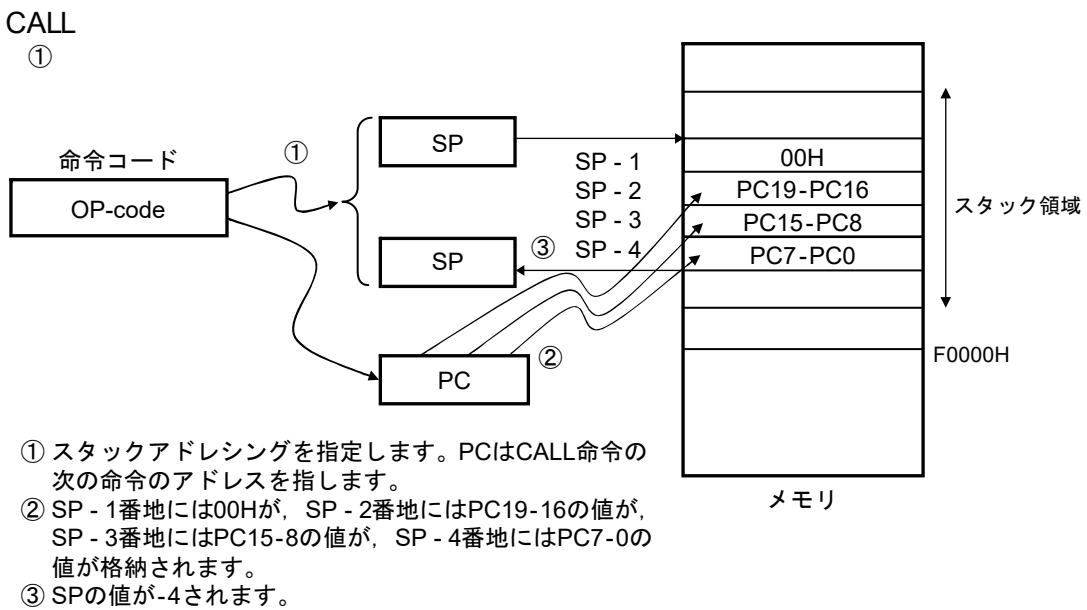 CALL
①
命令コード
OP-code
①
SP
SP
③
PC
②
SP - 1
SP - 2
SP - 3
SP - 4
00H
PC19-PC16
PC15-PC8
PC7-PC0
スタック領域
F0000H
メモリ
① スタックアドレシングを指定します。PCはCALL命令の
次の命令のアドレスを指します。
② SP - 1番地には00Hが，SP - 2番地にはPC19-16の値が，
SP - 3番地にはPC15-8の値が，SP - 4番地にはPC7-0の
値が格納されます。
③ SPの値が-4されます。